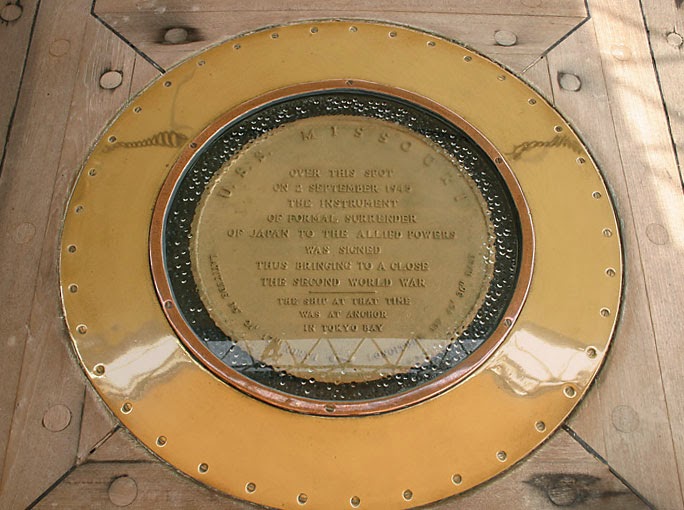 U.S.S. MISSOURI
OVER THIS SPOT
ON 2 SEPTEMBER 1945
THE INSTRUMENT
OF FORMAL SURRENDER
OF JAPAN TO THE ALLIED POWERS
WAS SIGNED
THUS BRINGING TO A CLOSE
THE SECOND WORLD WAR
THE SHIP AT THAT TIME
WAS AT ANCHOR
IN TOKYO BAY
LATITUDE